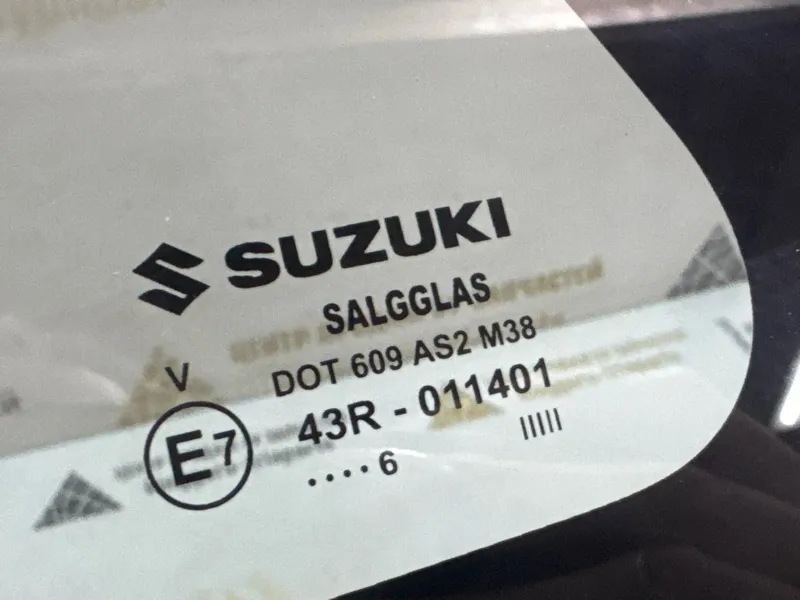 SUZUKI
SALGGLAS
DOT 609 AS2 M38
V
E7
43R - 011401
....6
IIIII